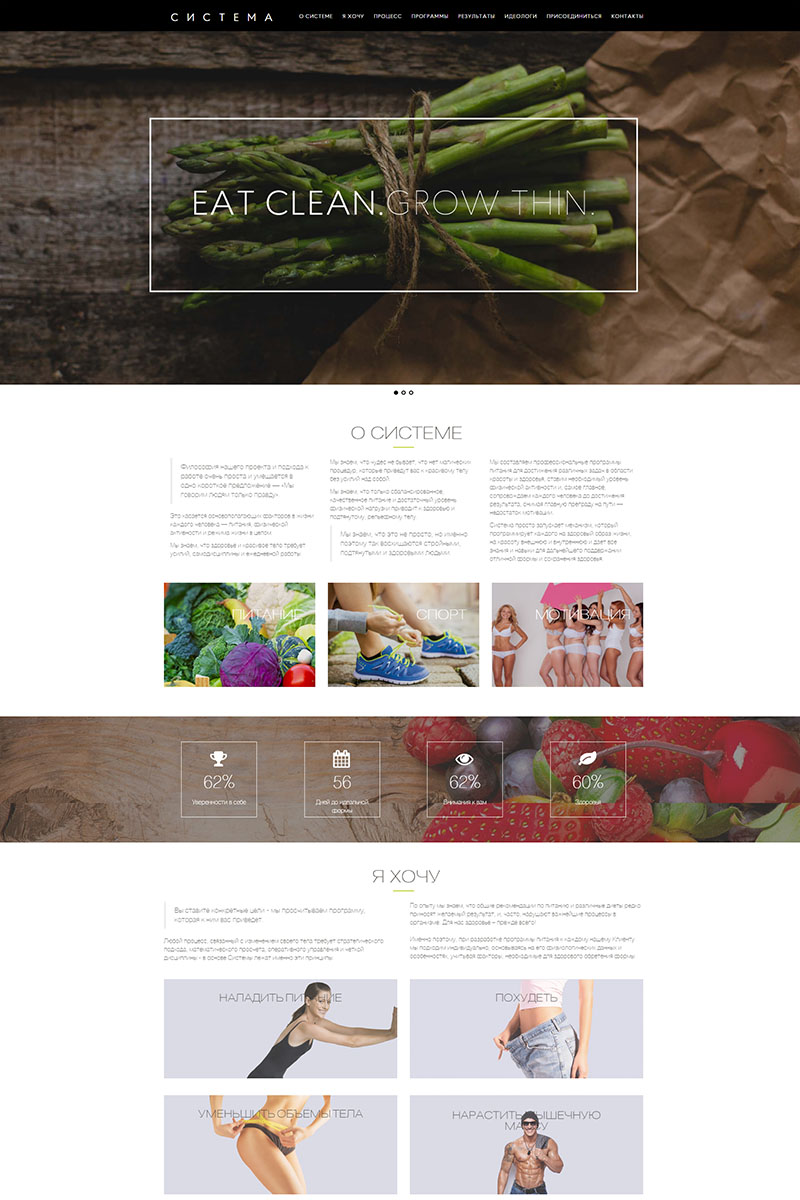 СИСТЕМА
О СИСТЕМЕ Я ХОЧУ ПРОЦЕСС ПРОГРАММЫ РЕЗУЛЬТАТЫ ИДЕОЛОГИ ПРИСОЕДИНИТЬСЯ КОНТАКТЫ
EAT CLEAN.GROW THIN.
О СИСТЕМЕ
Философия нашего проекта и подхода к
работе очень проста и умещается в
одно короткое предложение — «Мы
говорим людям только правду»
Это касается основополагающих факторов в жизни
каждого человека — питания, физической
активности и режима жизни в целом.
Мы знаем, что здоровье и красивое тело требует
усилий, самодисциплины и ежедневной работы.
Мы знаем, что чудес не бывает, что нет магических
процедур, которые приведут вас к красивому телу
без усилий над собой.
Мы знаем, что только сбалансированное,
качественное питание и достаточный уровень
физической нагрузки приводит к здоровью и
подтянутому, рельефному телу.
Мы знаем, что это не просто, но именно
поэтому так восхищаются стройными,
подтянутыми и здоровыми людьми.
Мы составляем профессиональные программы
питания для достижения различных задач в области
красоты и здоровья, ставим необходимый уровень
физической активности и, самое главное,
сопровождаем каждого человека до достижения
результата, снимая главную преграду на пути —
недостаток мотивации.
Система просто запускает механизм, который
программирует каждого на здоровый образ жизни,
на красоту внешнюю и внутреннюю и дает все
знания и навыки для дальнейшего поддержания
отличной формы и сохранения здоровья.
ПИТАНИЕ
СПОРТ
МОТИВАЦИЯ
62%
Уверенности в себе
56
Дней до идеальной
формы
62%
Внимания к вам
60%
Здоровья
Я ХОЧУ
Вы ставите конкретные цели - мы просчитываем программу,
которая к ним вас приведет.
Любой процесс, связанный с изменением своего тела требует стратегического
подхода, математического просчета, оперативного управления и четкой
дисциплины - в основе Системы лежат именно эти принципы.
По опыту мы знаем, что общие рекомендации по питанию и различные диеты редко
приносят желаемый результат, и, часто, нарушают важнейшие процессы в
организме. Для нас здоровье – прежде всего!
Именно поэтому, при разработке программы питания к каждому нашему Клиенту
мы подходим индивидуально, основываясь на его физиологических данных и
особенностях, учитывая факторы, необходимые для здорового обретения формы.
НАЛАДИТЬ ПИТАНИЕ
ПОХУДЕТЬ
УМЕНЬШИТЬ ОБЪЕМЫ ТЕЛА
НАРАСТИТЬ МЫШЕЧНУЮ
МАССУ